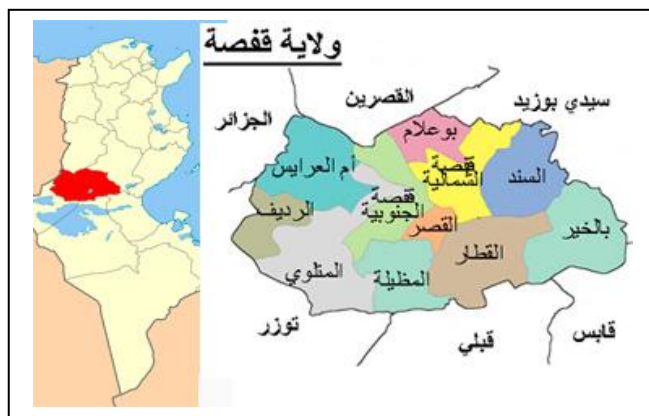 ولاية قفصة
القصرين
سيدي بوزيد
الجزائر
بوعلام
أم العرايس
قفصة
الشمالية
السند
قفصة
الجنوبية
الرديف
القصر
القطار
بالخير
المتلوي
المظيلة
توزر
قبلي
قابس